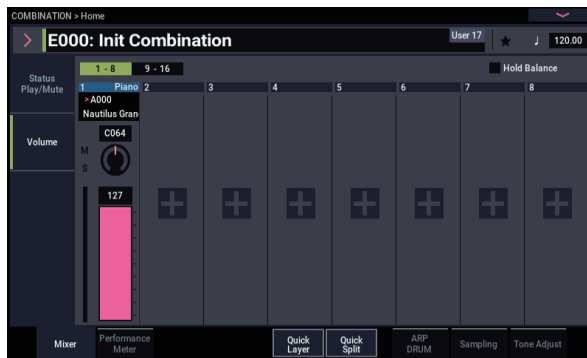 COMBINATION > Home
E000: Init Combination
User 17
♩ 120.00
1 - 8
9 - 16
Hold Balance
Status
Play/Mute
Volume
1 Piano 2 3 4 5 6 7 8
>A000
Nautilus Gran
C064
M
S
127
Mixer
Performance
Meter
Quick
Layer
Quick
Split
ARP
DRUM
Sampling
Tone Adjust